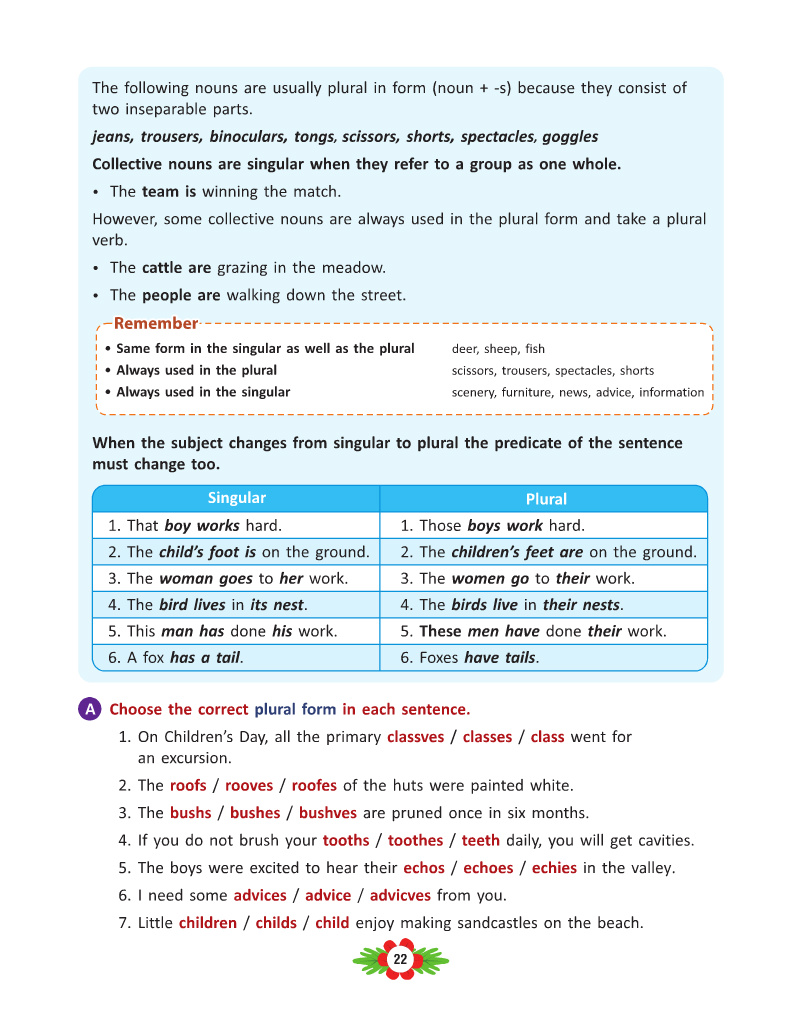 The following nouns are usually plural in form (noun + -s) because they consist of
two inseparable parts.
jeans, trousers, binoculars, tongs, scissors, shorts, spectacles, goggles
Collective nouns are singular when they refer to a group as one whole.
• The team is winning the match.
However, some collective nouns are always used in the plural form and take a plural
verb.
• The cattle are grazing in the meadow.
• The people are walking down the street.
Remember
• Same form in the singular as well as the plural deer, sheep, fish
• Always used in the plural scissors, trousers, spectacles, shorts
• Always used in the singular scenery, furniture, news, advice, information
When the subject changes from singular to plural the predicate of the sentence
must change too.
Singular Plural
1. That boy works hard. 1. Those boys work hard.
2. The child's foot is on the ground. 2. The children's feet are on the ground.
3. The woman goes to her work. 3. The women go to their work.
4. The bird lives in its nest. 4. The birds live in their nests.
5. This man has done his work. 5. These men have done their work.
6. A fox has a tail. 6. Foxes have tails.
A Choose the correct plural form in each sentence.
1. On Children's Day, all the primary classves / classes / class went for
an excursion.
2. The roofs / rooves / roofes of the huts were painted white.
3. The bushs / bushes / bushves are pruned once in six months.
4. If you do not brush your tooths / toothes / teeth daily, you will get cavities.
5. The boys were excited to hear their echos / echoes / echies in the valley.
6. I need some advices / advice / advicves from you.
7. Little children / childs / child enjoy making sandcastles on the beach.
22